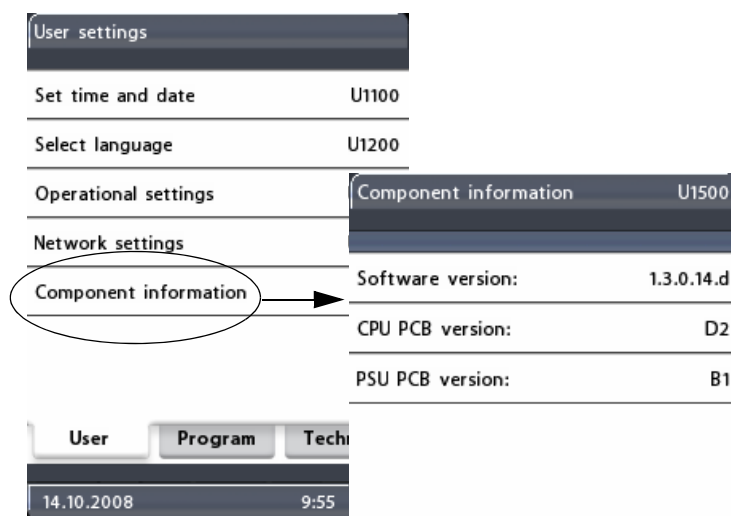 User settings
Set time and date U1100
Select language U1200
Operational settings
Network settings
Component information
User Program
14.10.2008 9:55
Component information U1500
Software version: 1.3.0.14.d
CPU PCB version: D2
PSU PCB version: B1